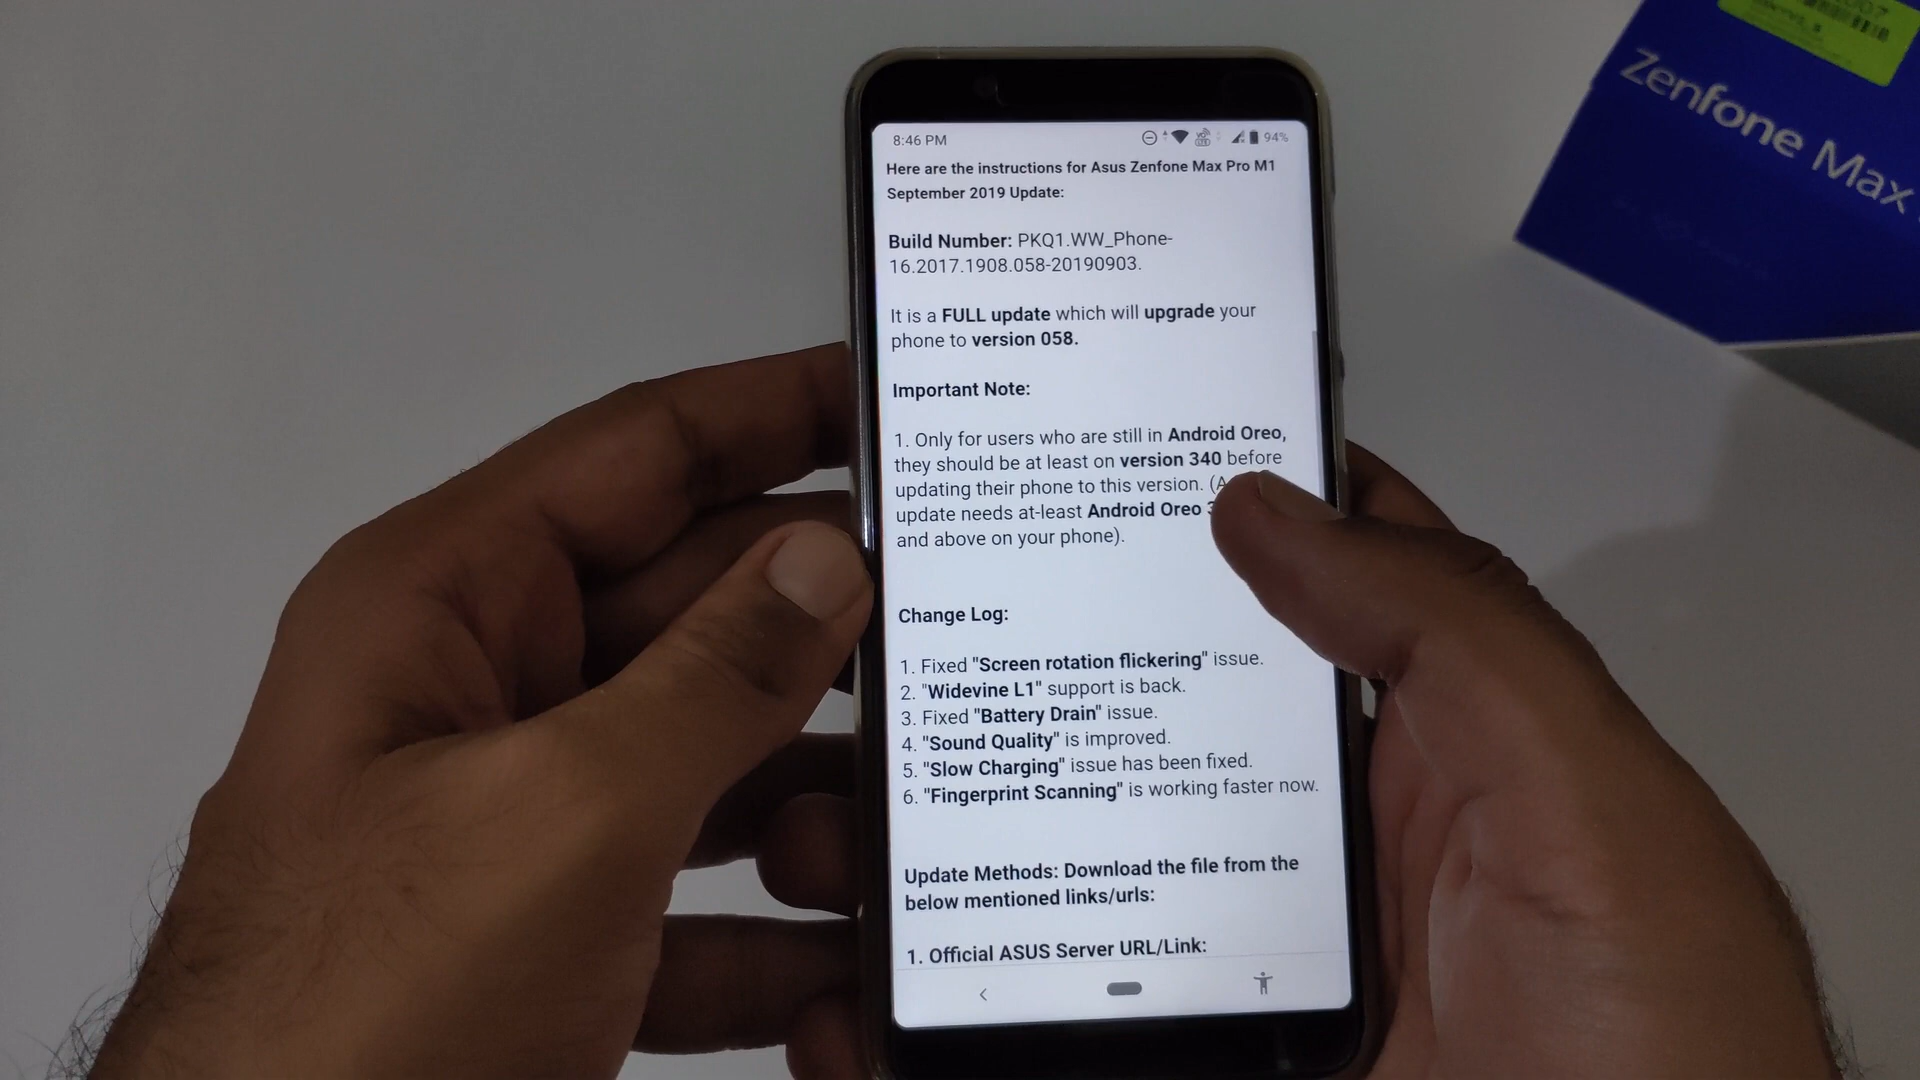 8:46 PM
94%
Here are the instructions for Asus Zenfone Max Pro M1
September 2019 Update:
Build Number: PKQ1.WW_Phone-
16.2017.1908.058-20190903.
It is a FULL update which will upgrade your
phone to version 058.
Important Note:
1. Only for users who are still in Android Oreo,
they should be at least on version 340 before
updating their phone to this version. (
update needs at-least Android Oreo
and above on your phone).
Change Log:
1. Fixed "Screen rotation flickering" issue.
2. "Widevine L1" support is back.
3. Fixed "Battery Drain" issue.
4. "Sound Quality" is improved.
5. "Slow Charging" issue has been fixed.
6. "Fingerprint Scanning" is working faster now.
Update Methods: Download the file from the
below mentioned links/urls:
1. Official ASUS Server URL/Link:
Zenfone Max